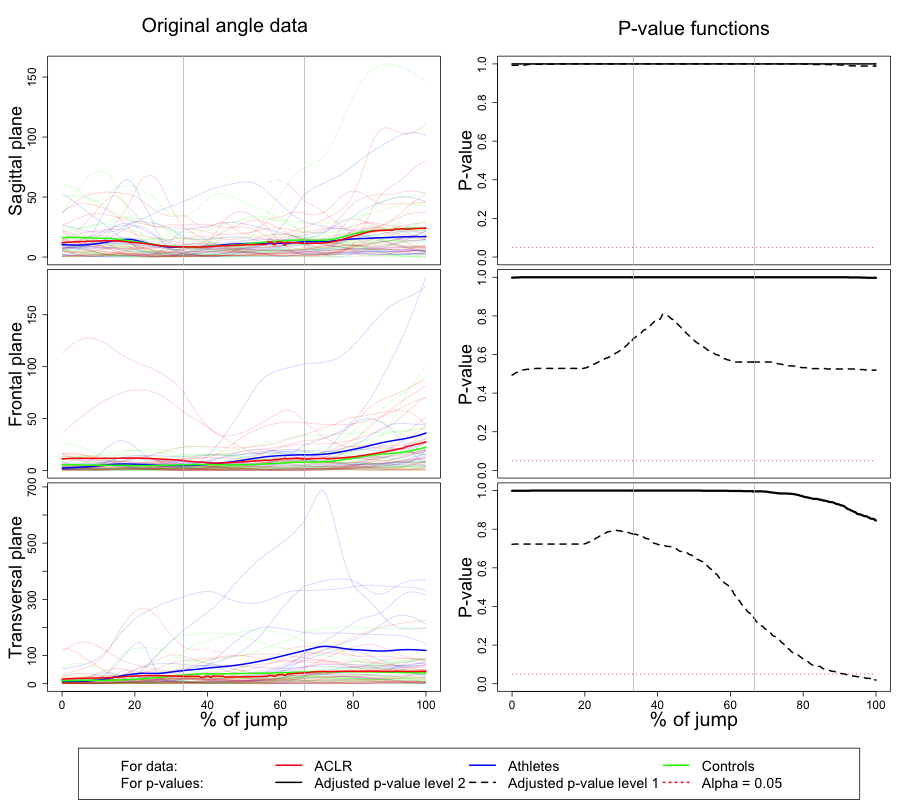 Original angle data
P-value functions
Sagittal plane
0 50 100 150
P-value
0.0 0.2 0.4 0.6 0.8 1.0
Frontal plane
0 50 100 150
P-value
0.0 0.2 0.4 0.6 0.8 1.0
Transversal plane
0 100 300 500 700
P-value
0.0 0.2 0.4 0.6 0.8 1.0
0 20 40 60 80 100
% of jump
0 20 40 60 80 100
% of jump
For data: ACLR Athletes Controls
For p-values: Adjusted p-value level 2 Adjusted p-value level 1 Alpha = 0.05